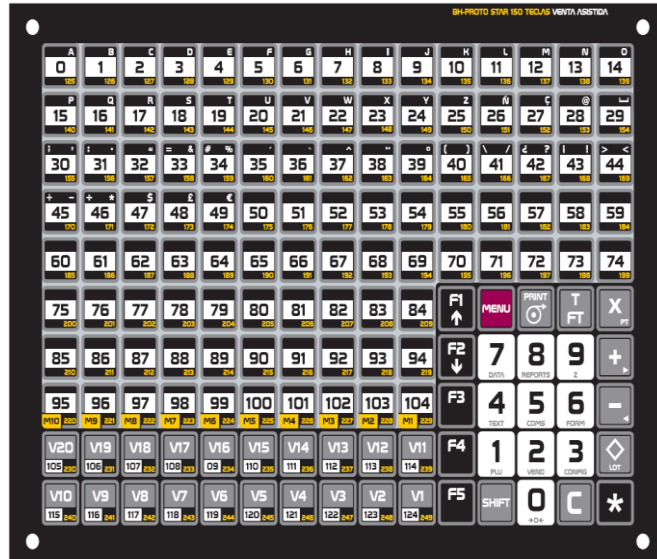 BH-PROTO STAR 150 TECLAS VENTA ASISTIDA
A B C D E F G H I J K L M N O
0 1 2 3 4 5 6 7 8 9 10 11 12 13 14
125 126 127 128 129 130 131 132 133 134 135 136 137 138 139
P Q R S T U V W X Y Z Ñ Ç @
15 16 17 18 19 20 21 22 23 24 25 26 27 28 29
140 141 142 143 144 145 146 147 148 149 150 151 152 153 154
= = & # % ( ) \ / ¿ ? ¡ ! > <
30 31 32 33 34 35 36 37 38 39 40 41 42 43 44
155 156 157 158 159 160 161 162 163 164 165 166 167 168 169
+ - + * $ £ €
45 46 47 48 49 50 51 52 53 54 55 56 57 58 59
170 171 172 173 174 175 176 177 178 179 180 181 182 183 184
60 61 62 63 64 65 66 67 68 69 70 71 72 73 74
185 186 187 188 189 190 191 192 193 194 195 196 197 198 199
75 76 77 78 79 80 81 82 83 84 F1 MENU PRINT T FT X
200 201 202 203 204 205 206 207 208 209 ↑ PT
85 86 87 88 89 90 91 92 93 94 F2 7 8 9 +
210 211 212 213 214 215 216 217 218 219 ↓ DATA REPORTS Z
95 96 97 98 99 100 101 102 103 104 F3 4 5 6 -
M10 220 M9 221 M8 222 M7 223 M6 224 M5 225 M4 226 M3 227 M2 228 M1 229 TEXT COMS FORM
V20 V19 V18 V17 V16 V15 V14 V13 V12 V11 F4 1 2 3
105 230 106 231 107 232 108 233 09 234 110 235 111 236 112 237 113 238 114 239 PLU VEND CONFIG LOT
V10 V9 V8 V7 V6 V5 V4 V3 V2 V1 F5 SHIFT 0 C *
115 240 116 241 117 242 118 243 119 244 120 245 121 246 122 247 123 248 124 249 →0←